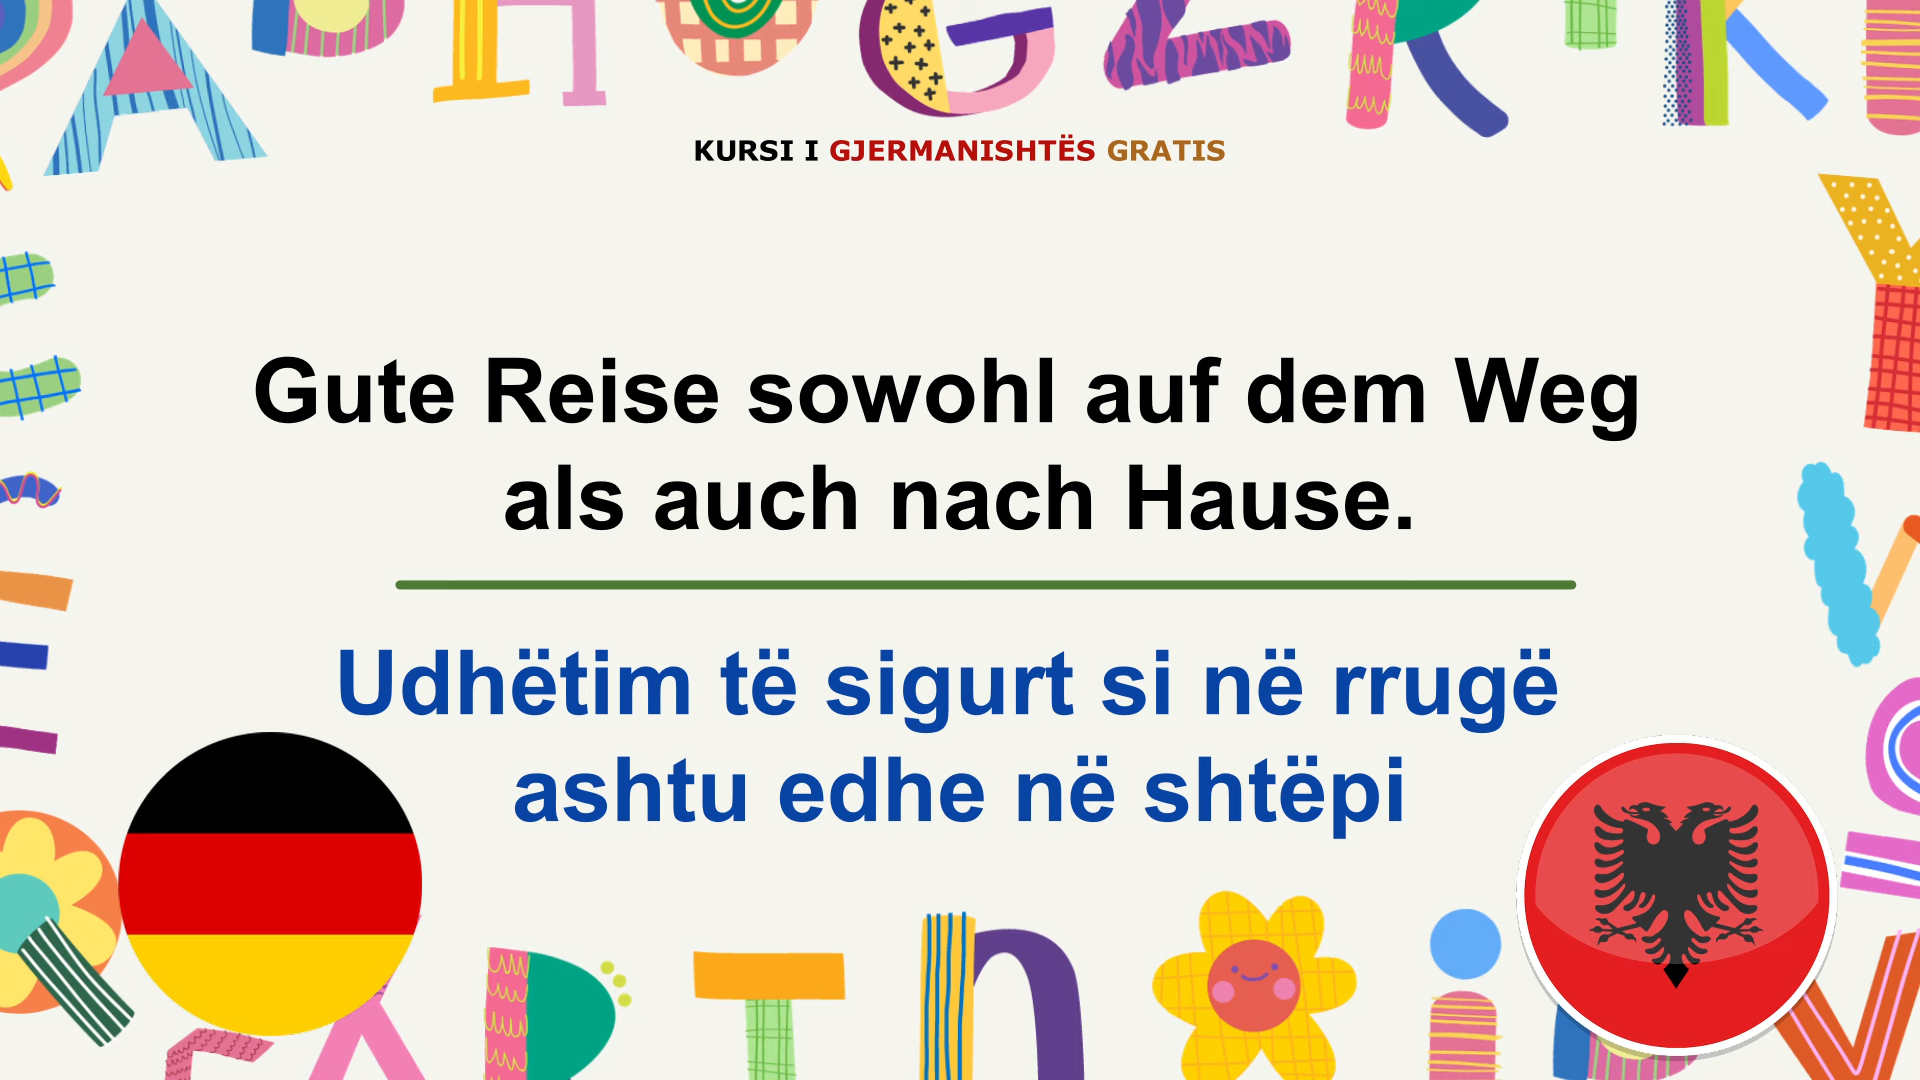 KURSI I GJERMANISHTËS GRATIS
Gute Reise sowohl auf dem Weg
als auch nach Hause.
Udhëtim të sigurt si në rrugë
ashtu edhe në shtëpi